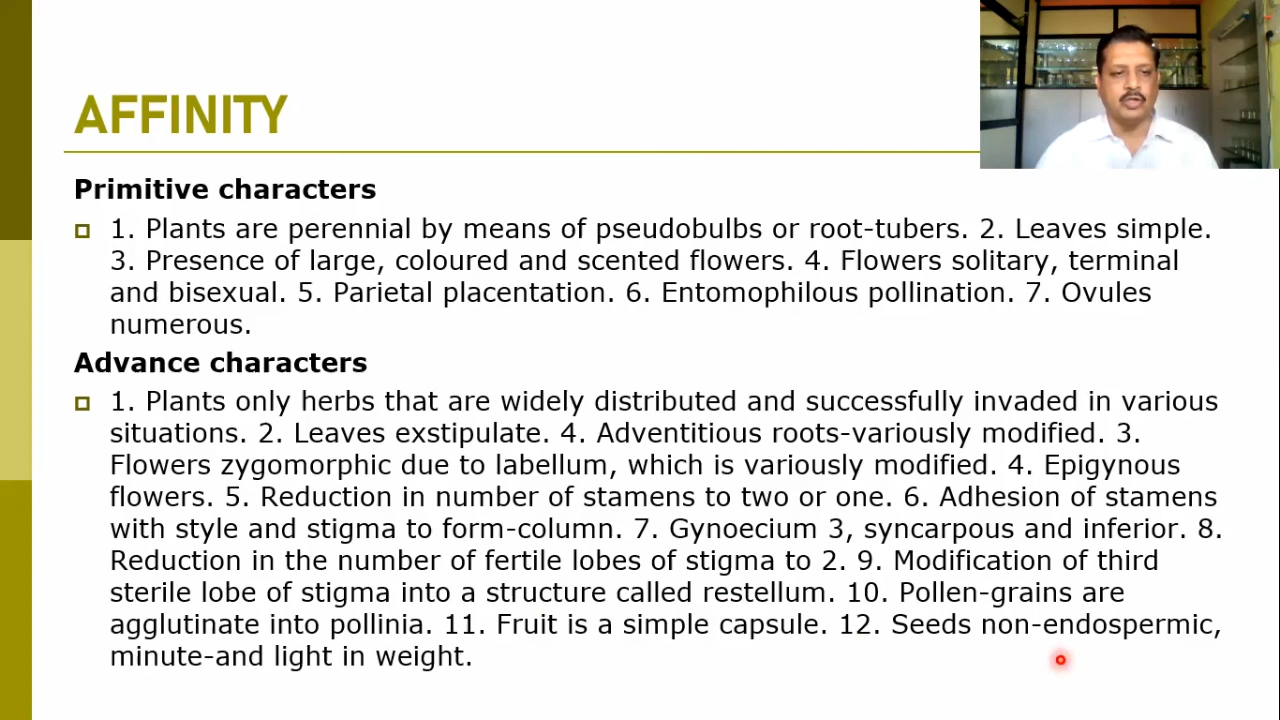 AFFINITY
Primitive characters
1. Plants are perennial by means of pseudobulbs or root-tubers. 2. Leaves simple.
3. Presence of large, coloured and scented flowers. 4. Flowers solitary, terminal
and bisexual. 5. Parietal placentation. 6. Entomophilous pollination. 7. Ovules
numerous.
Advance characters
1. Plants only herbs that are widely distributed and successfully invaded in various
situations. 2. Leaves exstipulate. 4. Adventitious roots-variously modified. 3.
Flowers zygomorphic due to labellum, which is variously modified. 4. Epigynous
flowers. 5. Reduction in number of stamens to two or one. 6. Adhesion of stamens
with style and stigma to form-column. 7. Gynoecium 3, syncarpous and inferior. 8.
Reduction in the number of fertile lobes of stigma to 2. 9. Modification of third
sterile lobe of stigma into a structure called restellum. 10. Pollen-grains are
agglutinate into pollinia. 11. Fruit is a simple capsule. 12. Seeds non-endospermic,
minute-and light in weight.